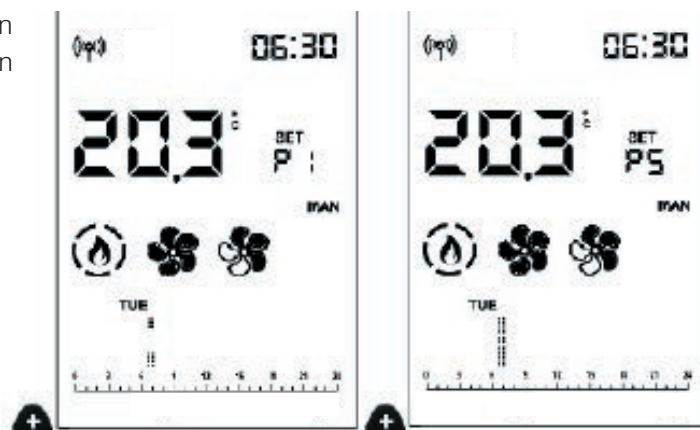 n
n
06:30
20.3 °C
SET
P1
MAN
TUE
+
06:30
20.3 °C
SET
P5
MAN
TUE
+